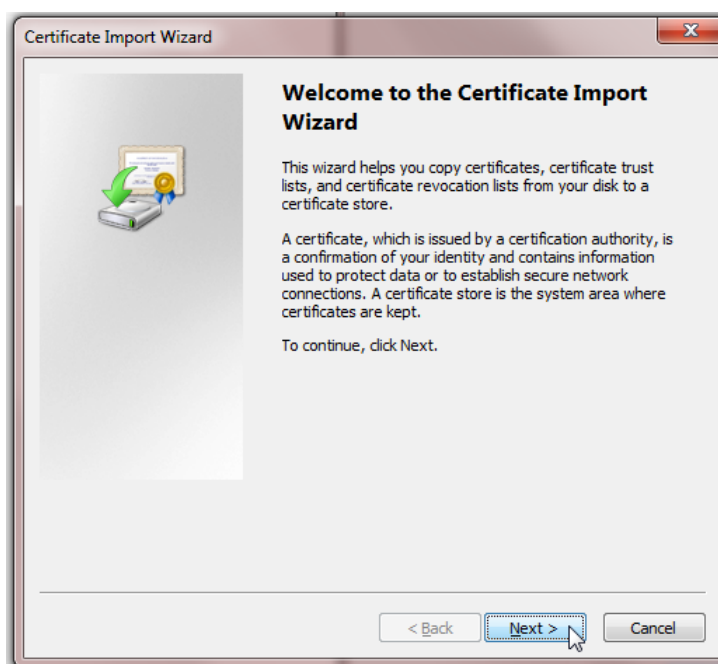 Certificate Import Wizard
Welcome to the Certificate Import
Wizard
This wizard helps you copy certificates, certificate trust
lists, and certificate revocation lists from your disk to a
certificate store.
A certificate, which is issued by a certification authority, is
a confirmation of your identity and contains information
used to protect data or to establish secure network
connections. A certificate store is the system area where
certificates are kept.
To continue, click Next.
< Back Next > Cancel